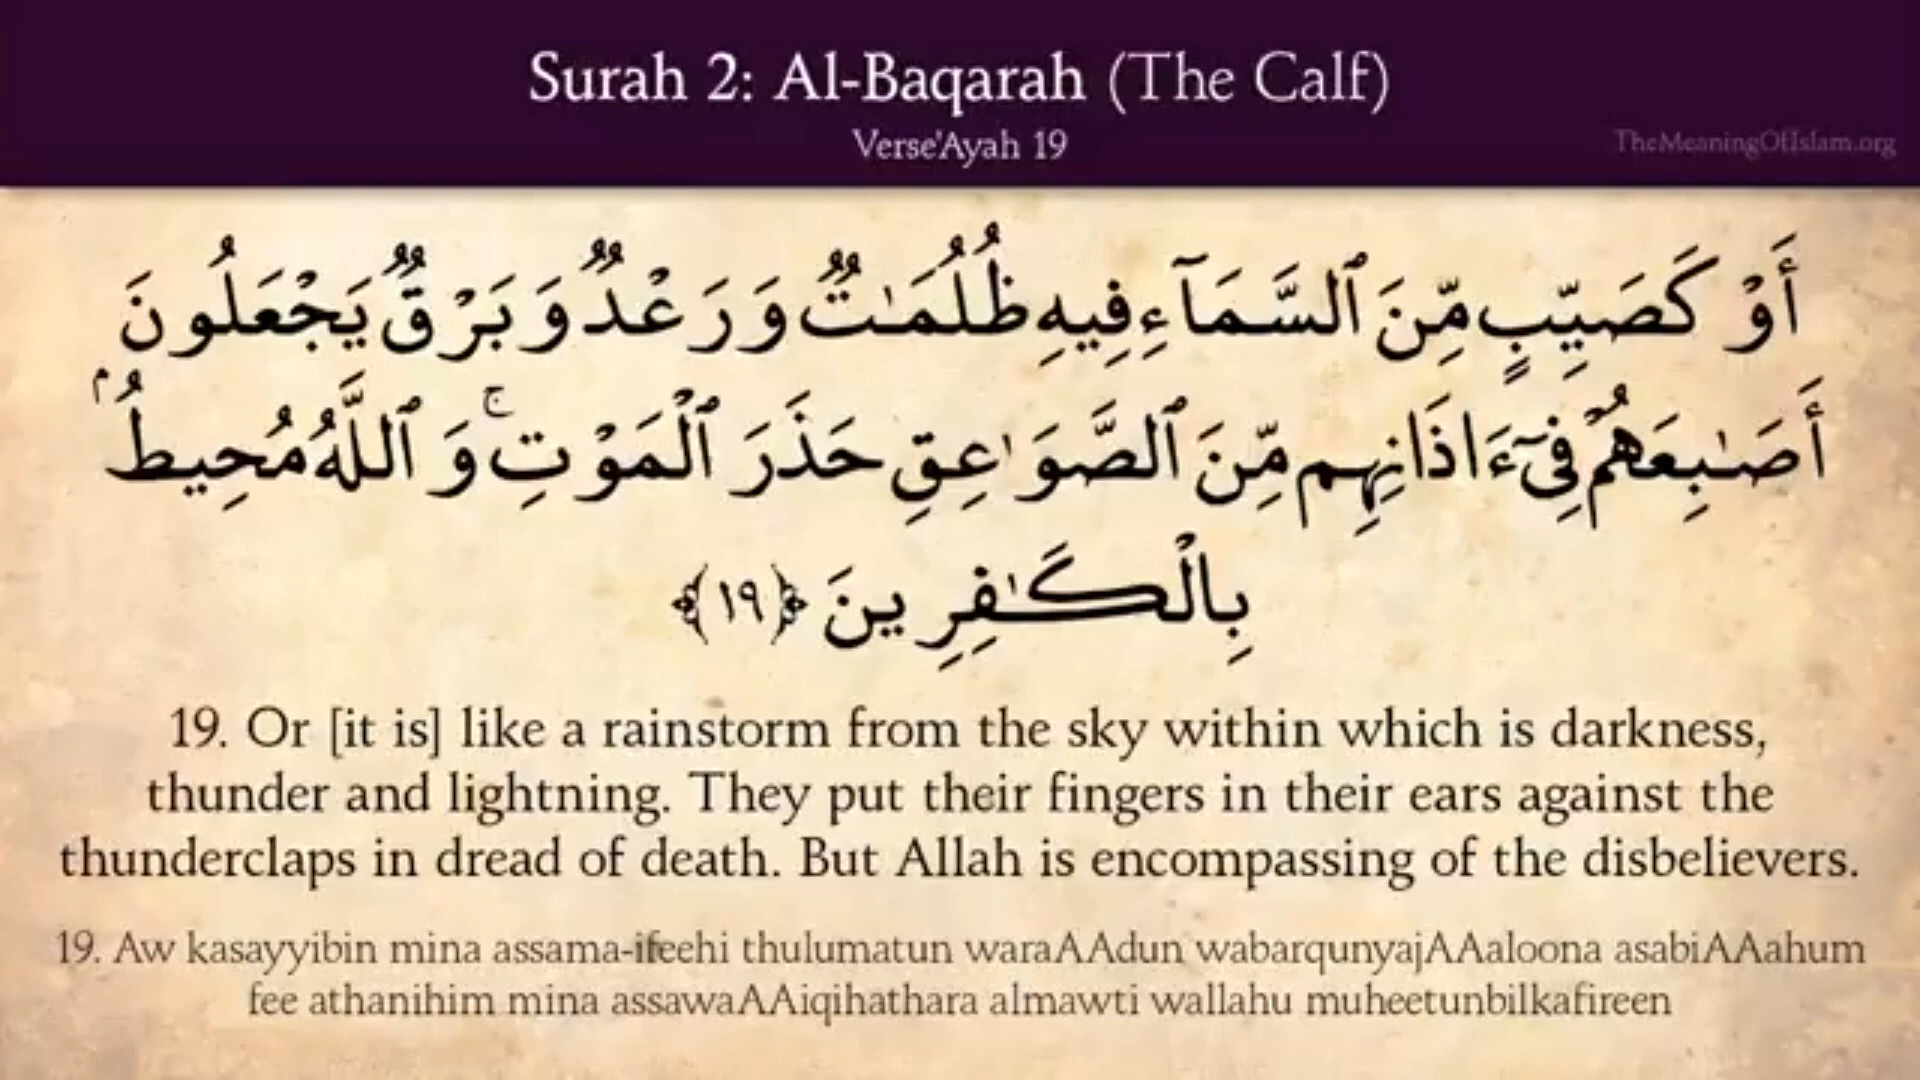 Surah 2: Al-Baqarah (The Calf)
Verse'Ayah 19
TheMeaningOfIslam.org
أَوْ كَصَيِّبٍ مِّنَ ٱلسَّمَآءِ فِيهِ ظُلُمَـٰتٌ وَرَعْدٌ وَبَرْقٌ يَجْعَلُونَ
أَصَـٰبِعَهُمْ فِىٓ ءَاذَانِهِم مِّنَ ٱلصَّوَٰعِقِ حَذَرَ ٱلْمَوْتِ ۚ وَٱللَّهُ مُحِيطٌۢ
بِالْكَـٰفِرِينَ ﴿١٩﴾
19. Or [it is] like a rainstorm from the sky within which is darkness,
thunder and lightning. They put their fingers in their ears against the
thunderclaps in dread of death. But Allah is encompassing of the disbelievers.
19. Aw kasayyibin mina assama-ifeehi thulumatun waraAAdun wabarqunyajAAaloona asabiAAahum
fee athanihim mina assawaAAiqihathara almawti wallahu muheetunbilkafireen